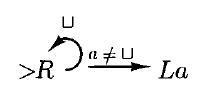 ⊔
a ≠ ⊔
>R La